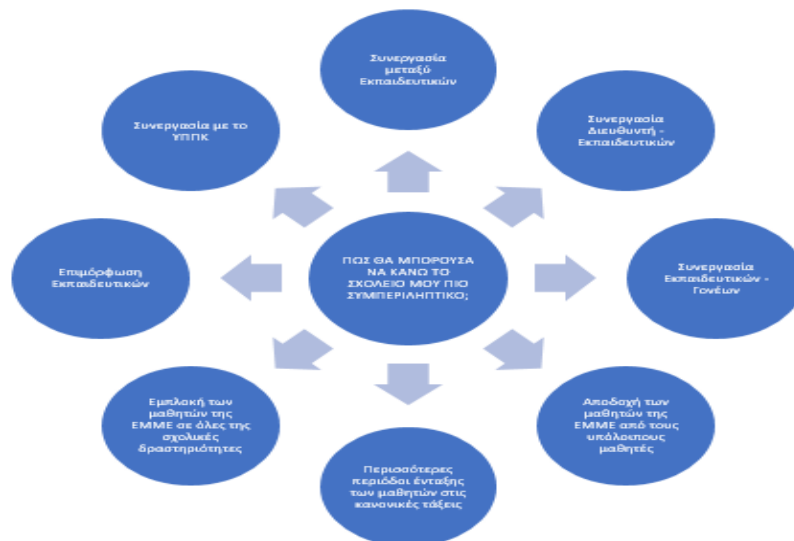 Συνεργασία
μεταξύ
Εκπαιδευτικών
Συνεργασία
Διευθυντή -
Εκπαιδευτικών
Συνεργασία
Εκπαιδευτικών -
Γονέων
Αποδοχή των
μαθητών της
ΕΜΜΕ από τους
υπόλοιπους
μαθητές
Περισσότερες
περιόδοι ένταξης
των μαθητών στις
κανονικές τάξεις
Εμπλοκή των
μαθητών της
ΕΜΜΕ σε όλες της
σχολικές
δραστηριότητες
Επιμόρφωση
Εκπαιδευτικών
Συνεργασία με το
ΥΠΠΚ
ΠΩΣ ΘΑ ΜΠΟΡΟΥΣΑ
ΝΑ ΚΑΝΩ ΤΟ
ΣΧΟΛΕΙΟ ΜΟΥ ΠΙΟ
ΣΥΜΠΕΡΙΛΗΠΤΙΚΟ;